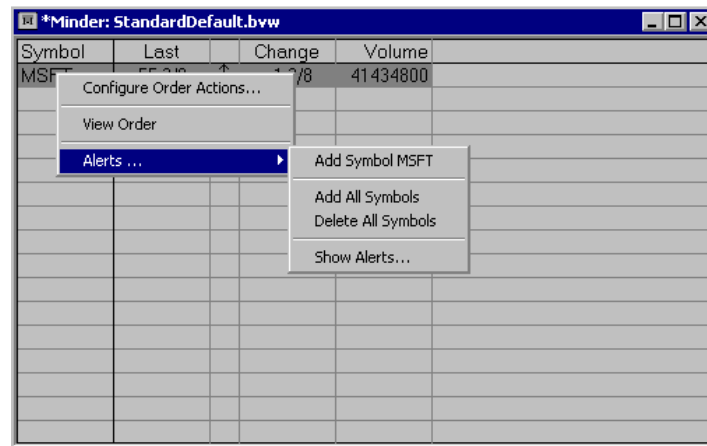 *Minder: StandardDefault.bvw
Symbol Last Change Volume
MSFT 41434800
Configure Order Actions...
View Order
Alerts ...
Add Symbol MSFT
Add All Symbols
Delete All Symbols
Show Alerts...